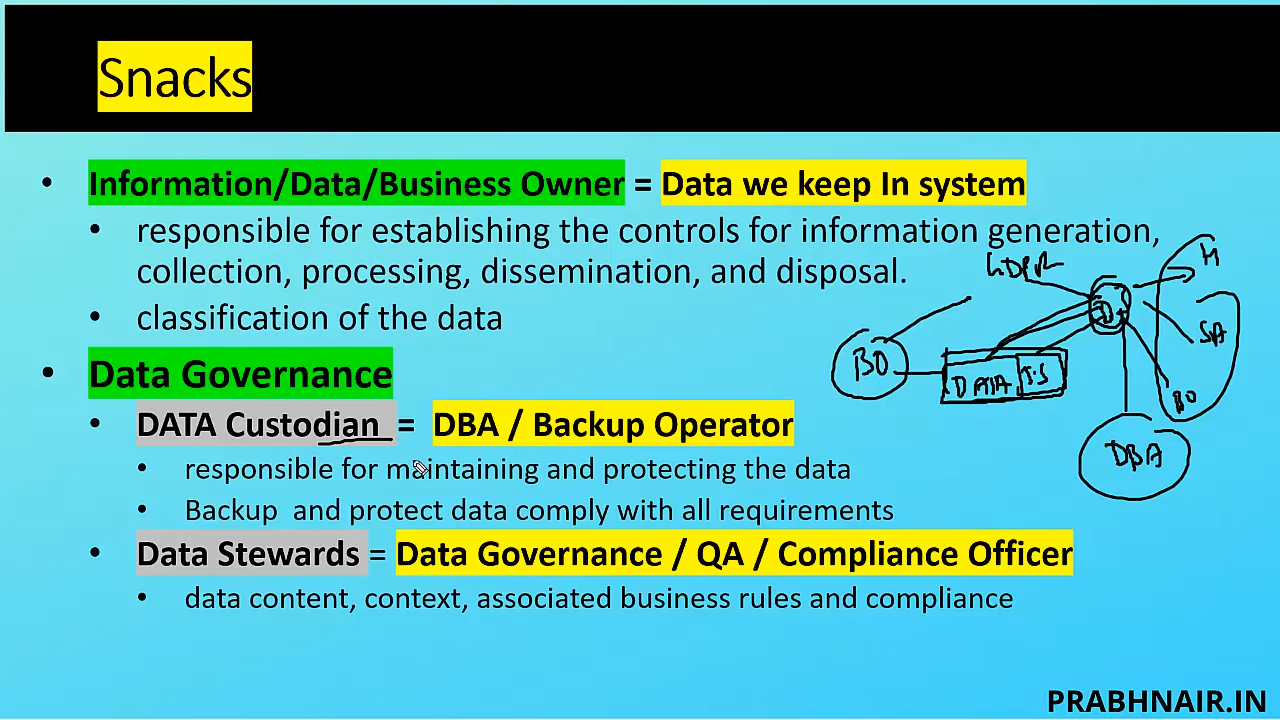 Snacks
• Information/Data/Business Owner = Data we keep In system
• responsible for establishing the controls for information generation,
collection, processing, dissemination, and disposal.
• classification of the data
• Data Governance
• DATA Custodian = DBA / Backup Operator
• responsible for maintaining and protecting the data
• Backup and protect data comply with all requirements
• Data Stewards = Data Governance / QA / Compliance Officer
• data content, context, associated business rules and compliance
GDPR
H
D
SA
BO
DATA
BO
DBA
PRABHNAIR.IN